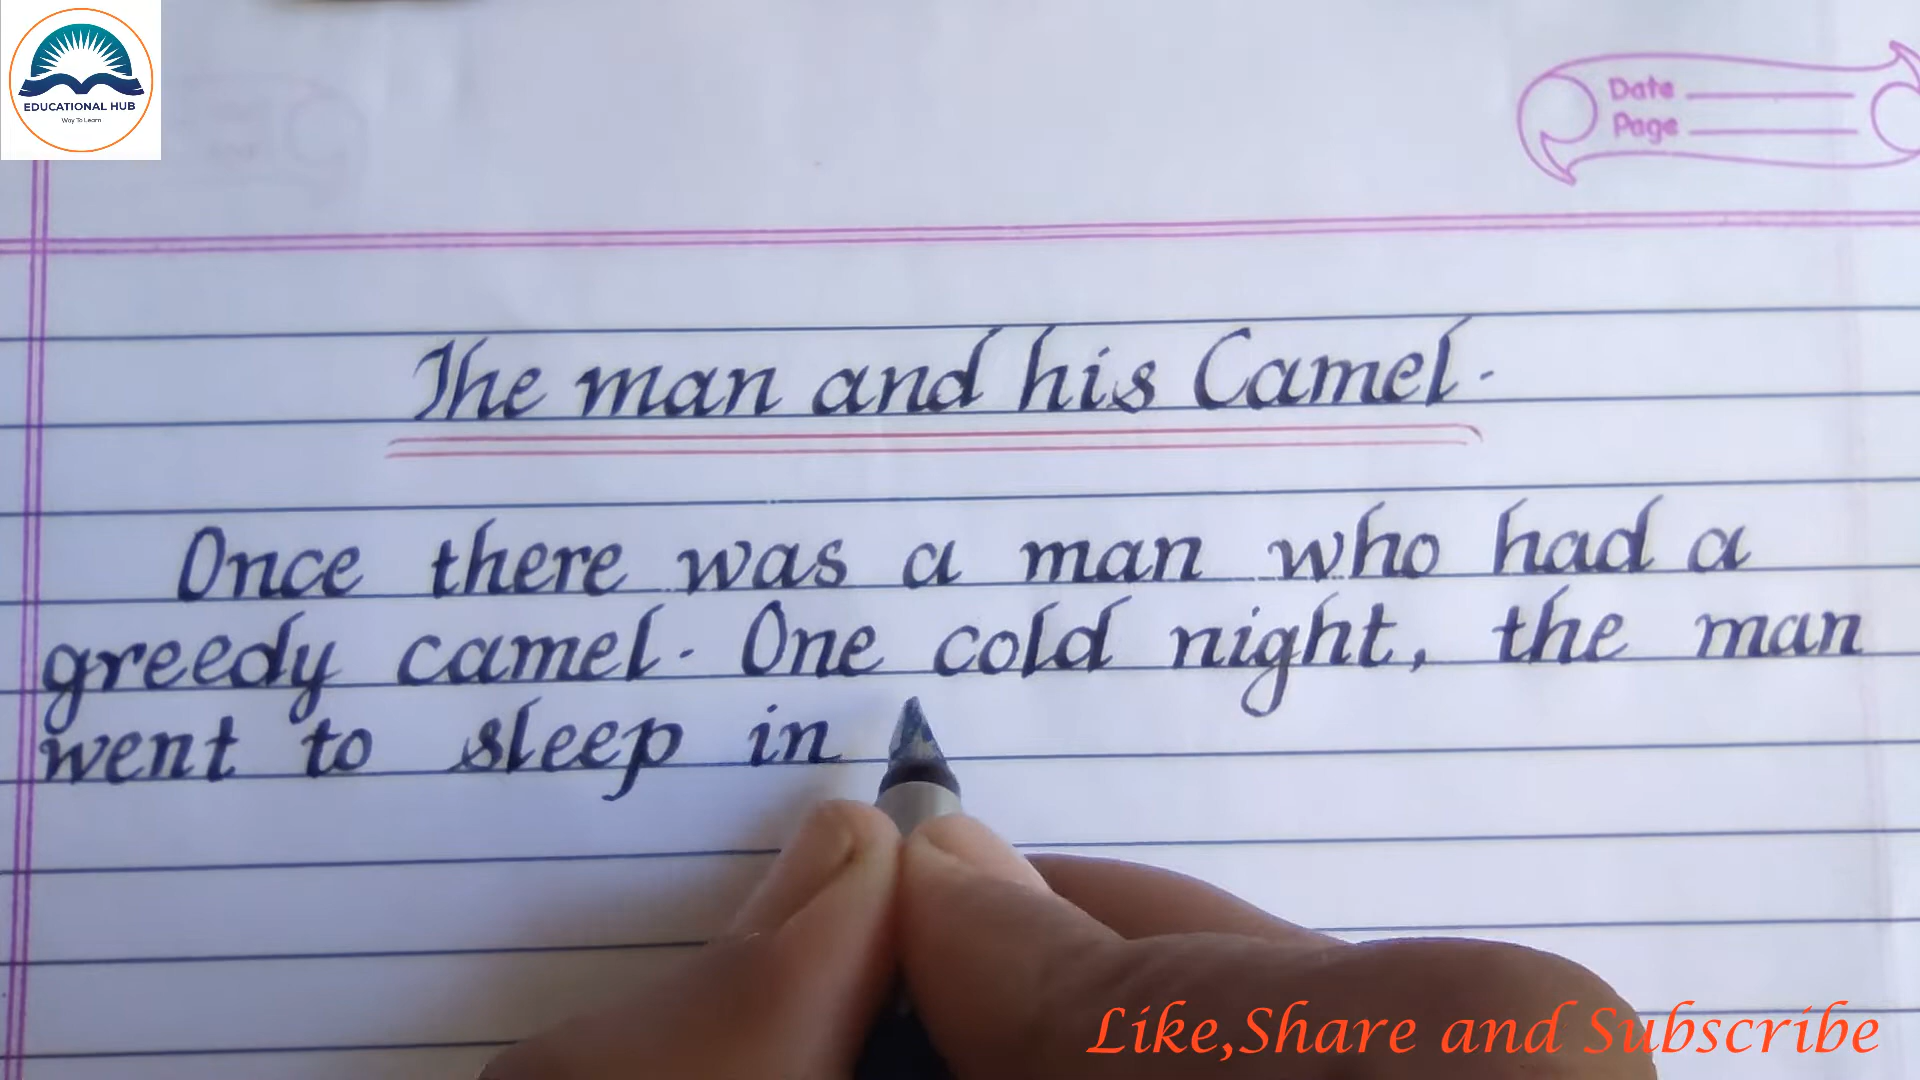 EDUCATIONAL HUB
Way To Learn
Date
Page
The man and his Camel.
Once there was a man who had a
greedy camel. One cold night, the man
went to sleep in
Like,Share and Subscribe